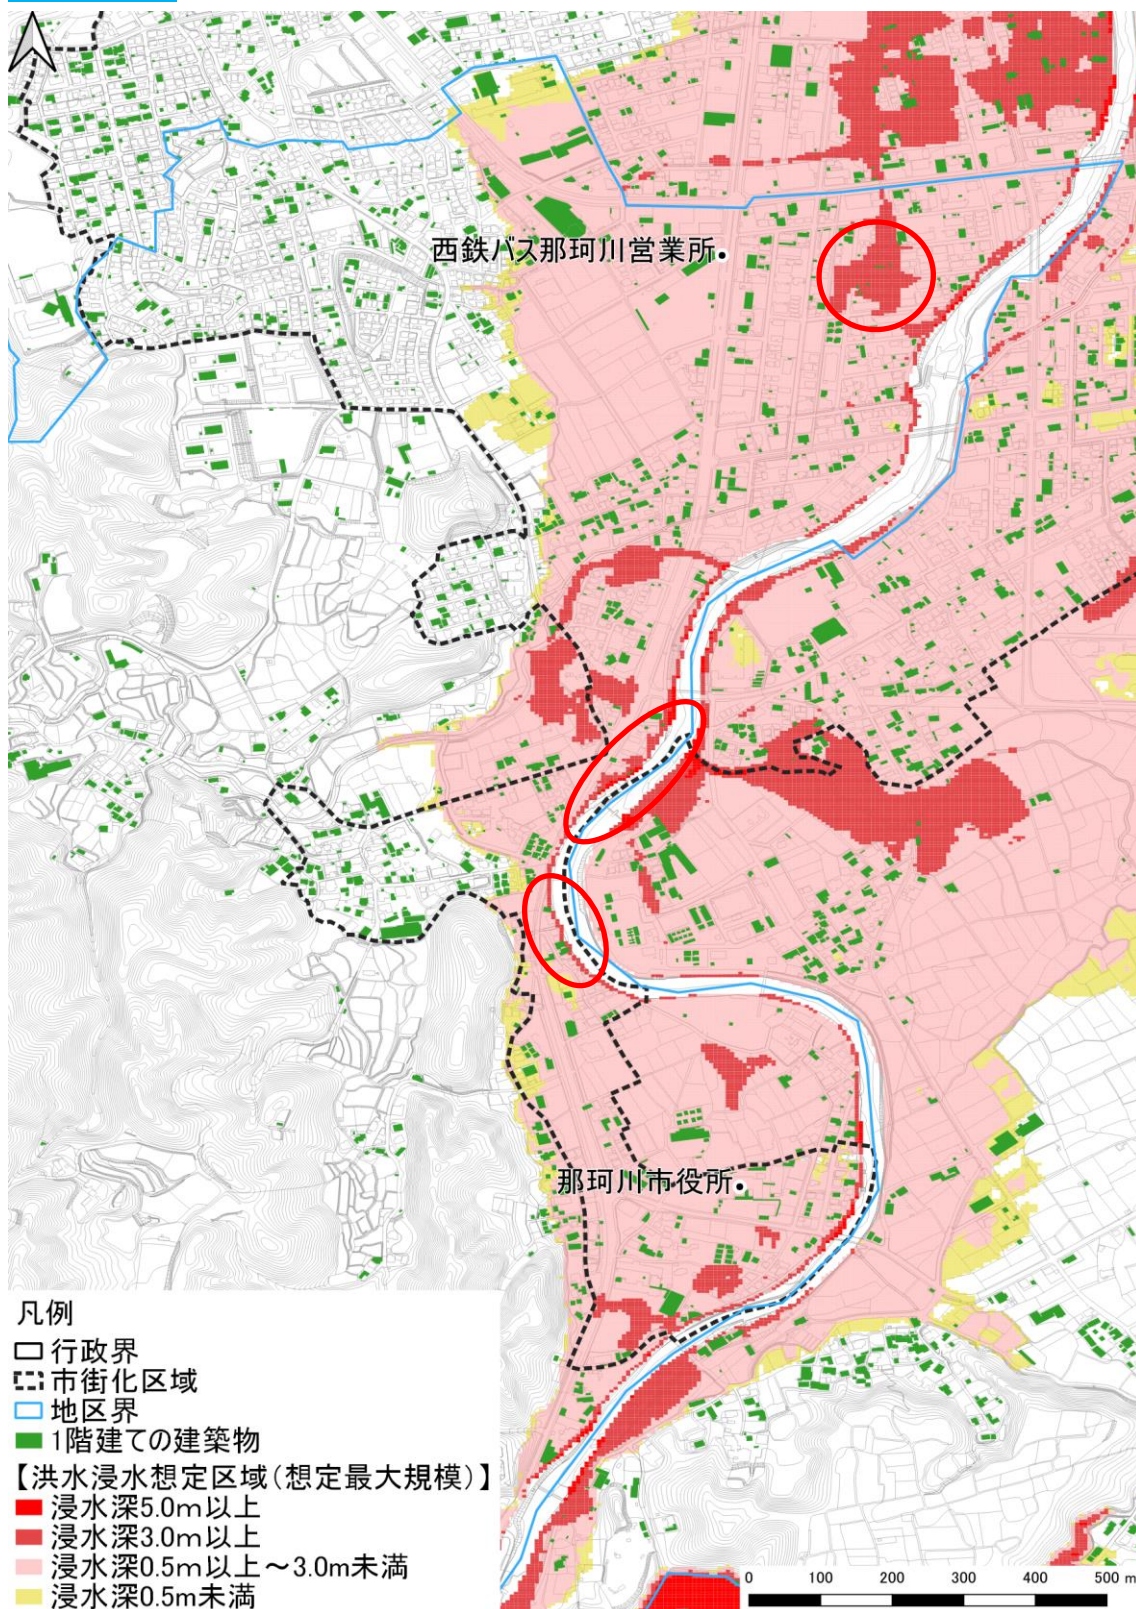 西鉄バス那珂川営業所
那珂川市役所
凡例
行政界
市街化区域
地区界
1階建ての建築物
【洪水浸水想定区域(想定最大規模)】
浸水深5.0m以上
浸水深3.0m以上
浸水深0.5m以上~3.0m未満
浸水深0.5m未満
0 100 200 300 400 500 m